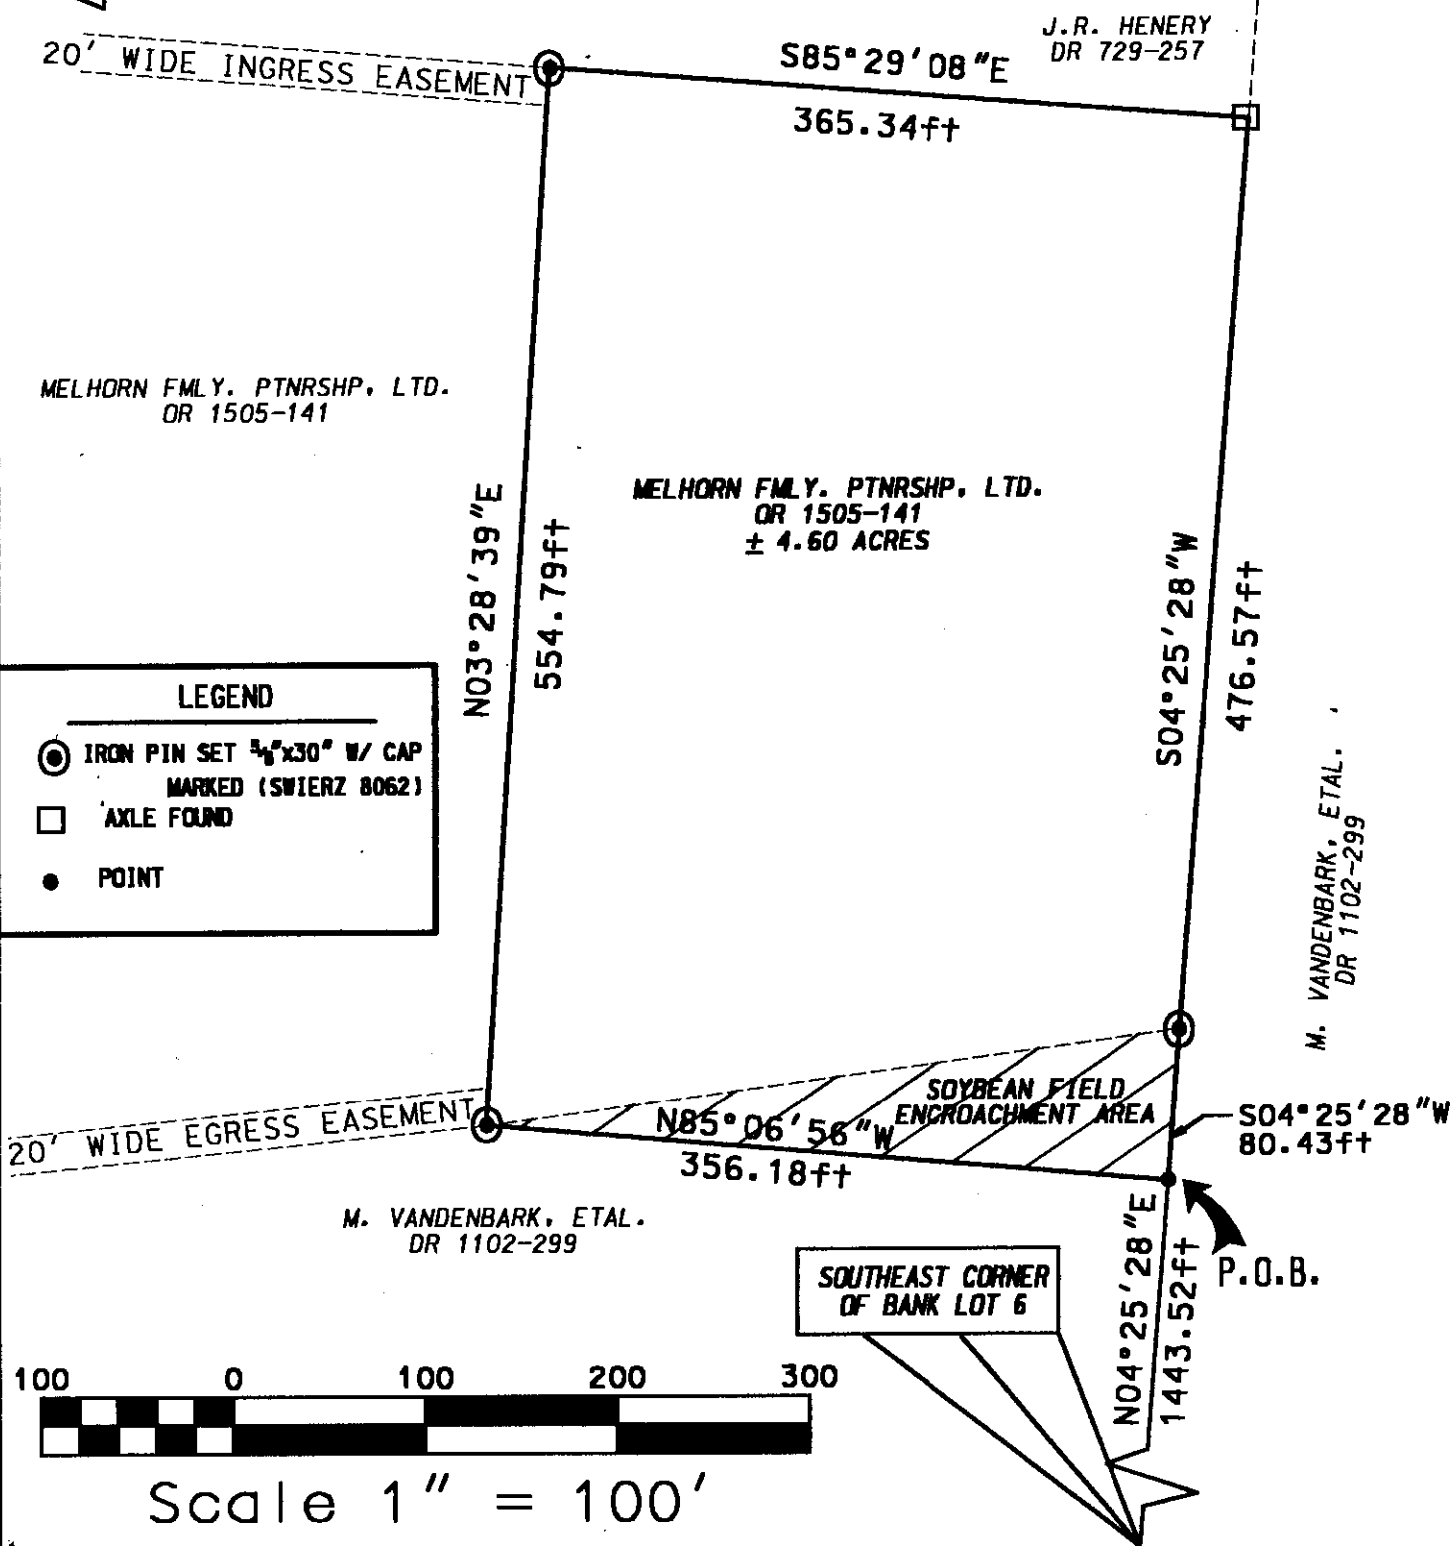 J.R. HENERY
DR 729-257
20' WIDE INGRESS EASEMENT
S85°29'08"E
365.34ft
MELHORN FMLY. PTNRSHP. LTD.
OR 1505-141
MELHORN FMLY. PTNRSHP. LTD.
OR 1505-141
± 4.60 ACRES
N03°28'39"E
554.79ft
S04°25'28"W
476.57ft
LEGEND
IRON PIN SET 5/8"x30" W/ CAP
MARKED (SWIERZ 8062)
AXLE FOUND
POINT
M. VANDENBARK, ETAL.
DR 1102-299
SOYBEAN FIELD
ENCROACHMENT AREA
N85°06'56"W
356.18ft
S04°25'28"W
80.43ft
20' WIDE EGRESS EASEMENT
M. VANDENBARK, ETAL.
DR 1102-299
P.O.B.
SOUTHEAST CORNER
OF BANK LOT 6
N04°25'28"E
1443.52ft
100 0 100 200 300
Scale 1" = 100'